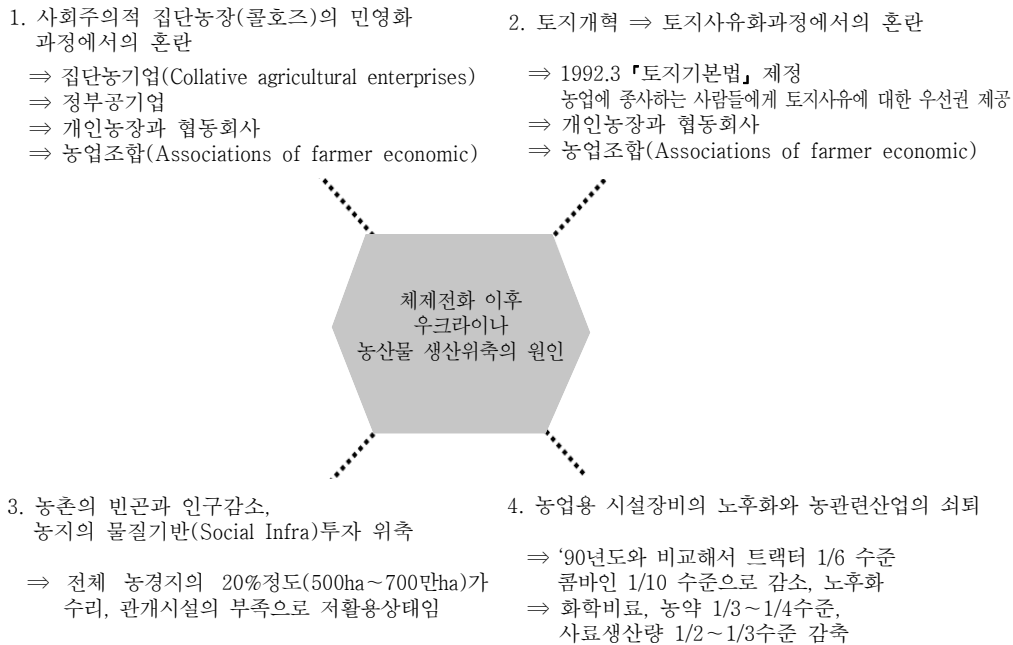 1. 사회주의적 집단농장(콜호즈)의 민영화
과정에서의 혼란
⇒ 집단농기업(Collative agricultural enterprises)
⇒ 정부공기업
⇒ 개인농장과 협동회사
⇒ 농업조합(Associations of farmer economic)
2. 토지개혁 ⇒ 토지사유화과정에서의 혼란
⇒ 1992.3 『토지기본법』 제정
농업에 종사하는 사람들에게 토지사유에 대한 우선권 제공
⇒ 개인농장과 협동회사
⇒ 농업조합(Associations of farmer economic)
체제전화 이후
우크라이나
농산물 생산위축의 원인
3. 농촌의 빈곤과 인구감소,
농지의 물질기반(Social Infra)투자 위축
⇒ 전체 농경지의 20%정도(500ha~700만ha)가
수리, 관개시설의 부족으로 저활용상태임
4. 농업용 시설장비의 노후화와 농관련산업의 쇠퇴
⇒ ‘90년도와 비교해서 트랙터 1/6 수준
콤바인 1/10 수준으로 감소, 노후화
⇒ 화학비료, 농약 1/3~1/4수준,
사료생산량 1/2~1/3수준 감축